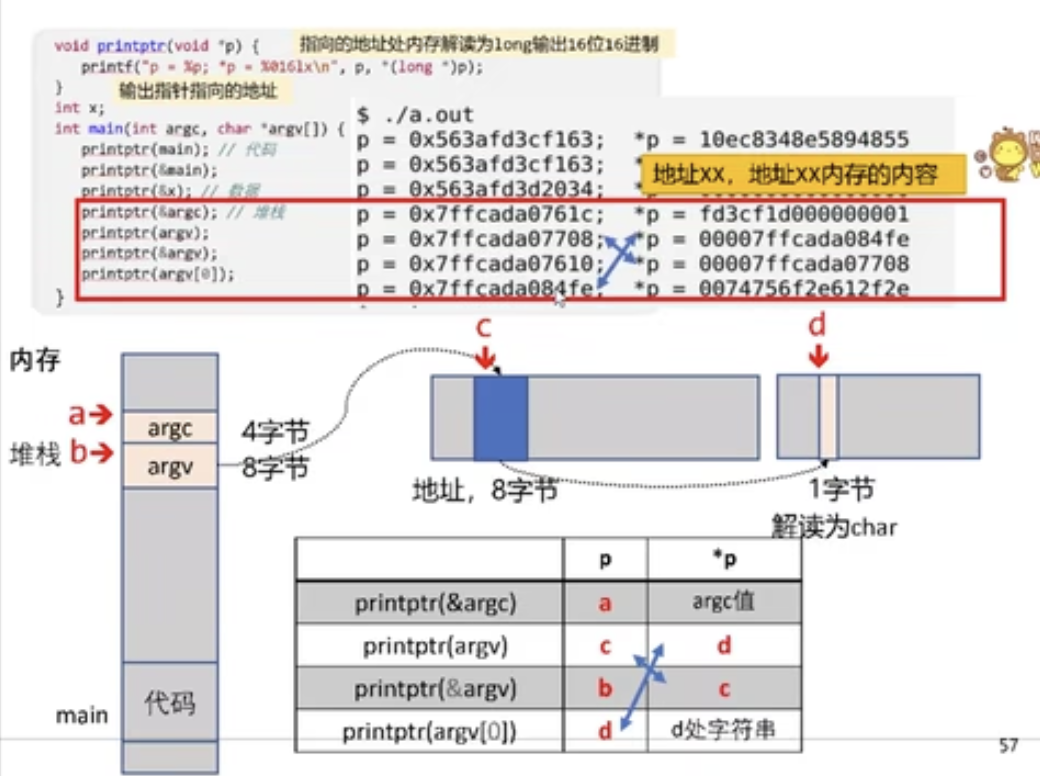 void printptr(void *p) {
指向的地址处内存解读为long输出16位16进制
printf("p = %p; *p = %016lx\n", p, *(long *)p);
}
输出指针指向的地址
int x;
int main(int argc, char *argv[]) {
printptr(main); // 代码
printptr(&main);
printptr(&x); // 数据
printptr(&argc); // 堆栈
printptr(argv);
printptr(&argv);
printptr(argv[0]);
}
$ ./a.out
p = 0x563afd3cf163; *p = 10ec8348e5894855
p = 0x563afd3cf163;
地址XX，地址XX内存的内容
p = 0x563afd3d2034;
p = 0x7ffcada0761c; *p = fd3cf1d000000001
p = 0x7ffcada07708; *p = 00007ffcada084fe
p = 0x7ffcada07610; *p = 00007ffcada07708
p = 0x7ffcada084fe; *p = 0074756f2e612f2e
c
d
内存
a
argc
4字节
堆栈 b
argv
8字节
地址，8字节
1字节
解读为char
p *p
printptr(&argc) a argc值
printptr(argv) c d
printptr(&argv) b c
printptr(argv[0]) d d处字符串
main
代码
57